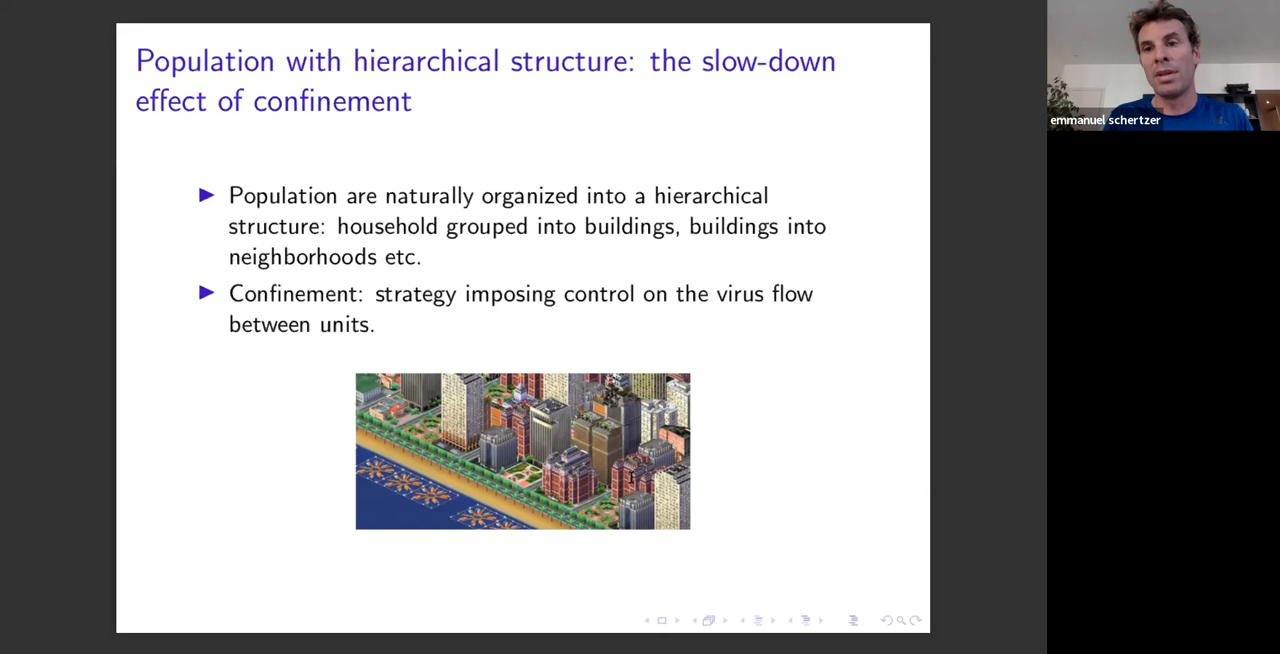 Population with hierarchical structure: the slow-down
effect of confinement
Population are naturally organized into a hierarchical
structure: household grouped into buildings, buildings into
neighborhoods etc.
Confinement: strategy imposing control on the virus flow
between units.
emmanuel schertzer